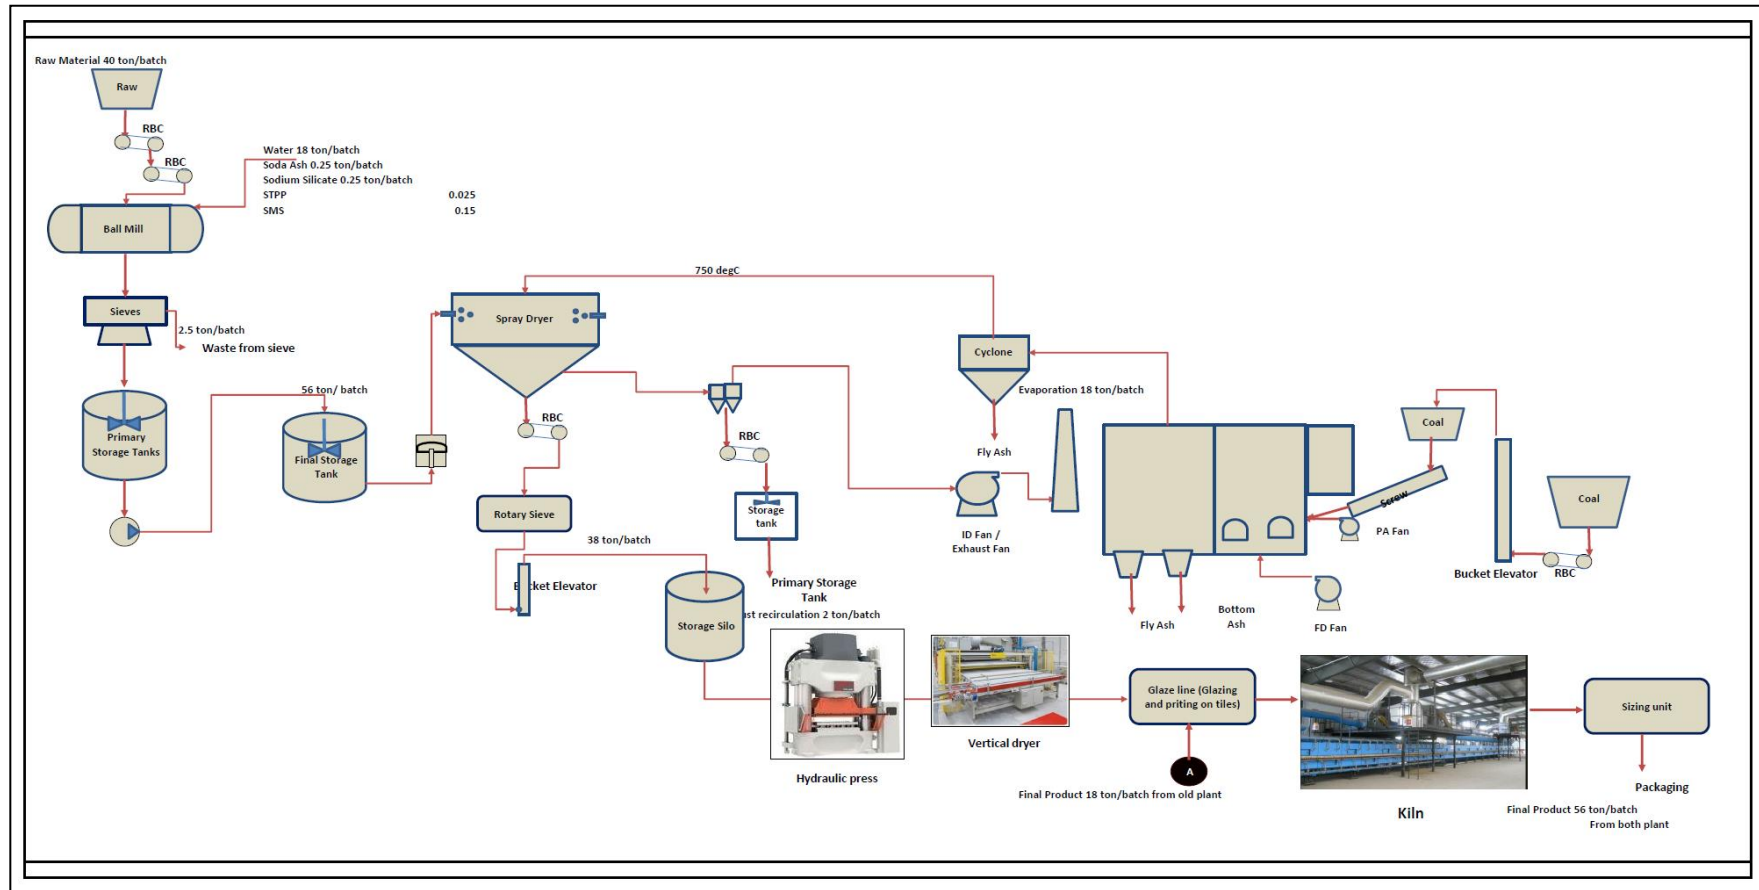 Raw Material 40 ton/batch
Raw
RBC
RBC
Water 18 ton/batch
Soda Ash 0.25 ton/batch
Sodium Silicate 0.25 ton/batch
STPP 0.025
SMS 0.15
Ball Mill
Sieves
2.5 ton/batch
Waste from sieve
Primary
Storage Tanks
56 ton/ batch
Final Storage
Tank
750 degC
Spray Dryer
RBC
Rotary Sieve
38 ton/batch
Bucket Elevator
Storage Silo
RBC
Storage
tank
Primary Storage
Tank
ust recirculation 2 ton/batch
Cyclone
Evaporation 18 ton/batch
Fly Ash
ID Fan /
Exhaust Fan
Coal
Screw
PA Fan
Coal
Bucket Elevator
RBC
Fly Ash
Bottom
Ash
FD Fan
Hydraulic press
Vertical dryer
Glaze line (Glazing
and priting on tiles)
A
Final Product 18 ton/batch from old plant
Kiln
Sizing unit
Packaging
Final Product 56 ton/batch
From both plant